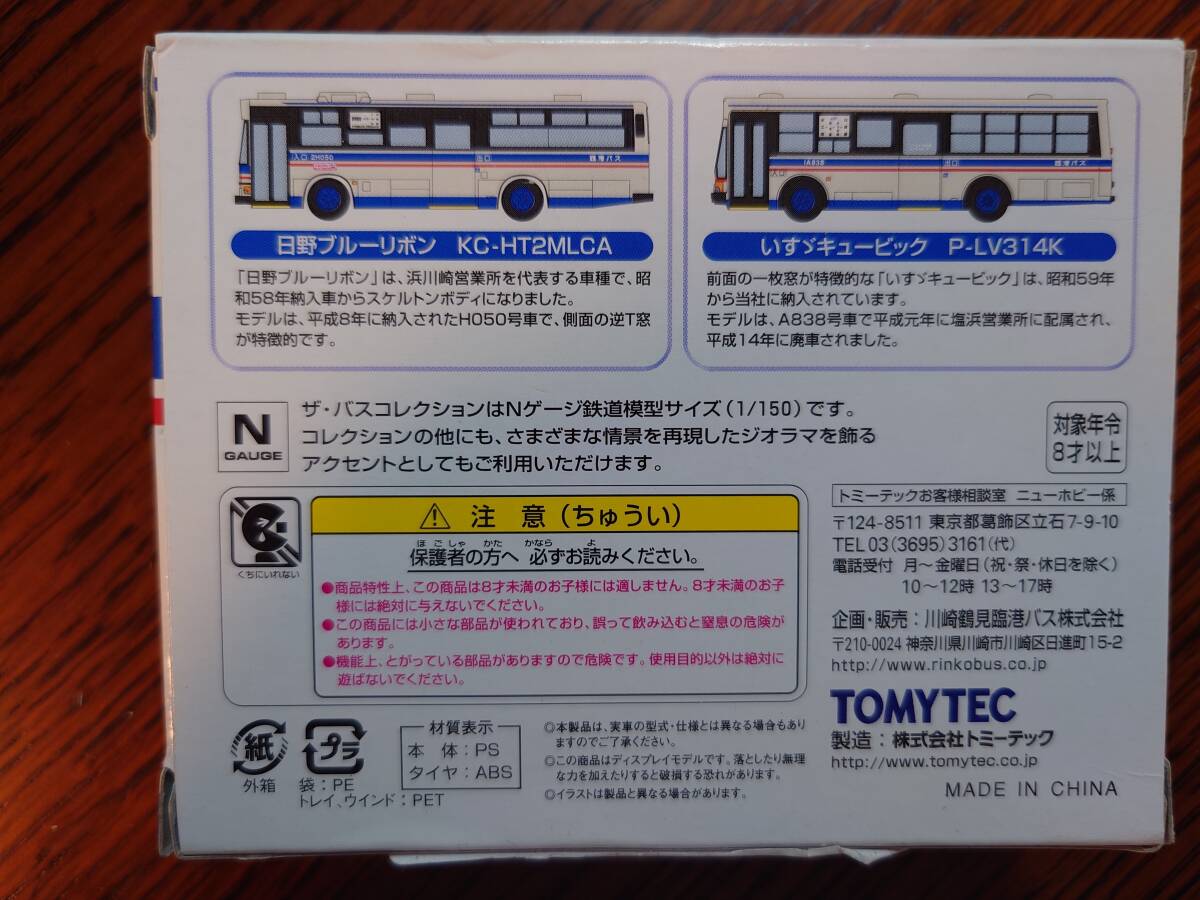 入口 2H050
出口
臨港バス
日野ブルーリボン KC-HT2MLCA
「日野ブルーリボン」は、浜川崎営業所を代表する車種で、昭
和58年納入車からスケルトンボディになりました。
モデルは、平成8年に納入されたH050号車で、側面の逆T窓
が特徴的です。
入口
1A838
出口
臨港バス
いすゞキュービック P-LV314K
前面の一枚窓が特徴的な「いすゞキュービック」は、昭和59年
から当社に納入されています。
モデルは、A838号車で平成元年に塩浜営業所に配属され、
平成14年に廃車されました。
N
GAUGE
ザ・バスコレクションはNゲージ鉄道模型サイズ(1/150)です。
コレクションの他にも、さまざまな情景を再現したジオラマを飾る
アクセントとしてもご利用いただけます。
対象年令
8才以上
くちにいれない
⚠ 注 意(ちゅうい)
ほごしゃ かた かなら よ
保護者の方へ 必ずお読みください。
●商品特性上、この商品は8才未満のお子様には適しません。8才未満のお子
様には絶対に与えないでください。
●この商品には小さな部品が使われており、誤って飲み込むと窒息の危険が
あります。
●機能上、とがっている部品がありますので危険です。使用目的以外は絶対に
遊ばないでください。
トミーテックお客様相談室 ニューホビー係
〒124-8511 東京都葛飾区立石7-9-10
TEL 03(3695)3161(代)
電話受付 月～金曜日(祝・祭・休日を除く)
10～12時 13～17時
企画・販売：川崎鶴見臨港バス株式会社
〒210-0024 神奈川県川崎市川崎区日進町15-2
http://www.rinkobus.co.jp
TOMYTEC
製造：株式会社トミーテック
http://www.tomytec.co.jp
MADE IN CHINA
紙
外箱
プラ
袋：PE
トレイ、ウインド：PET
材質表示
本 体：PS
タイヤ：ABS
◎本製品は、実車の型式・仕様とは異なる場合もあり
ますのでご了承ください。
◎この商品はディスプレイモデルです。落としたり無理
な力を加えたりすると破損する恐れがあります。
◎イラストは製品と異なる場合があります。